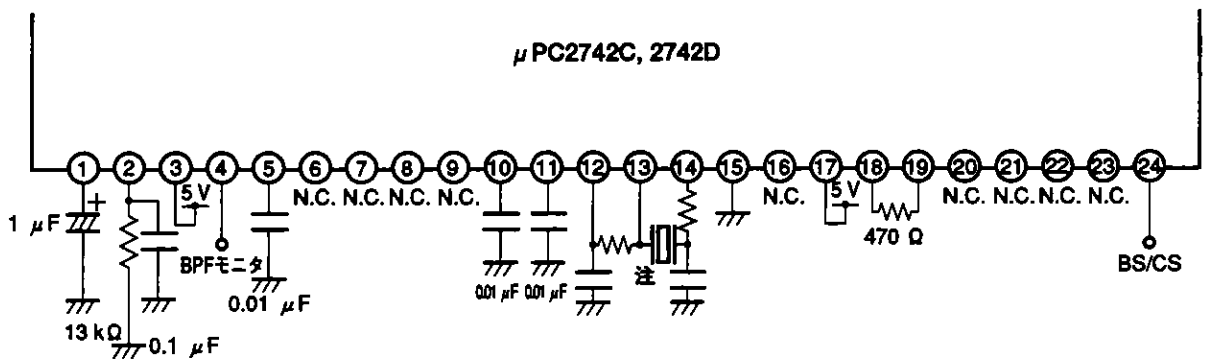 μPC2742C, 2742D
1 2 3 4 5 6 7 8 9 10 11 12 13 14 15 16 17 18 19 20 21 22 23 24
5 V
N.C. N.C. N.C. N.C.
N.C.
5 V
N.C. N.C. N.C. N.C.
+
1 μF
470 Ω
BPFモニタ
注
BS/CS
0.01 μF
0.01 μF 0.01 μF
13 kΩ
0.1 μF